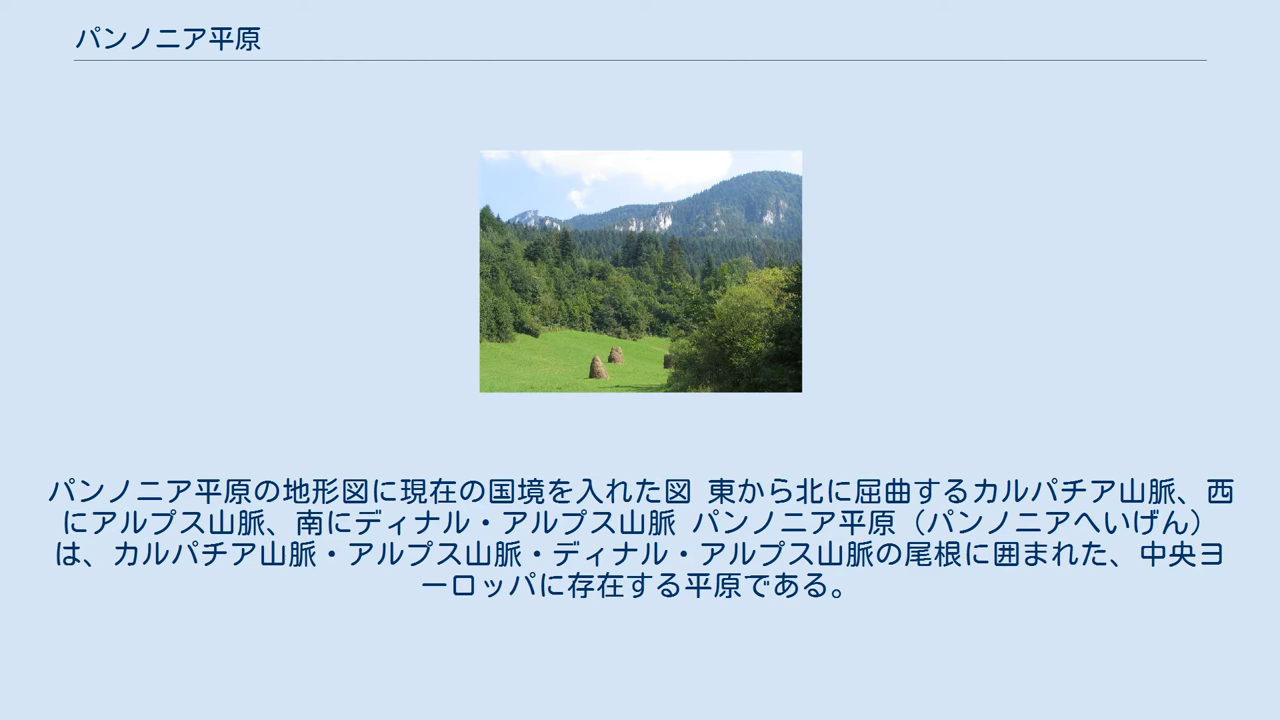 パンノニア平原
パンノニア平原の地形図に現在の国境を入れた図 東から北に屈曲するカルパチア山脈、西
にアルプス山脈、南にディナル・アルプス山脈 パンノニア平原（パンノニアへいげん）
は、カルパチア山脈・アルプス山脈・ディナル・アルプス山脈の尾根に囲まれた、中央ヨ
ーロッパに存在する平原である。